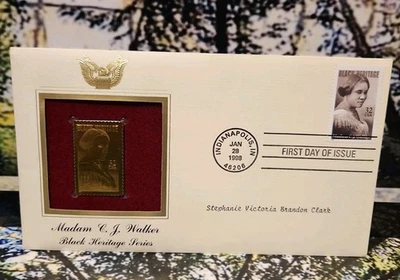 BLACK HERITAGE
32
INDIANAPOLIS, IN
JAN
28
1998
46206
FIRST DAY OF ISSUE
Stephanie Victoria Brandon Clark
32
Madam C. J. Walker
Black Heritage Series